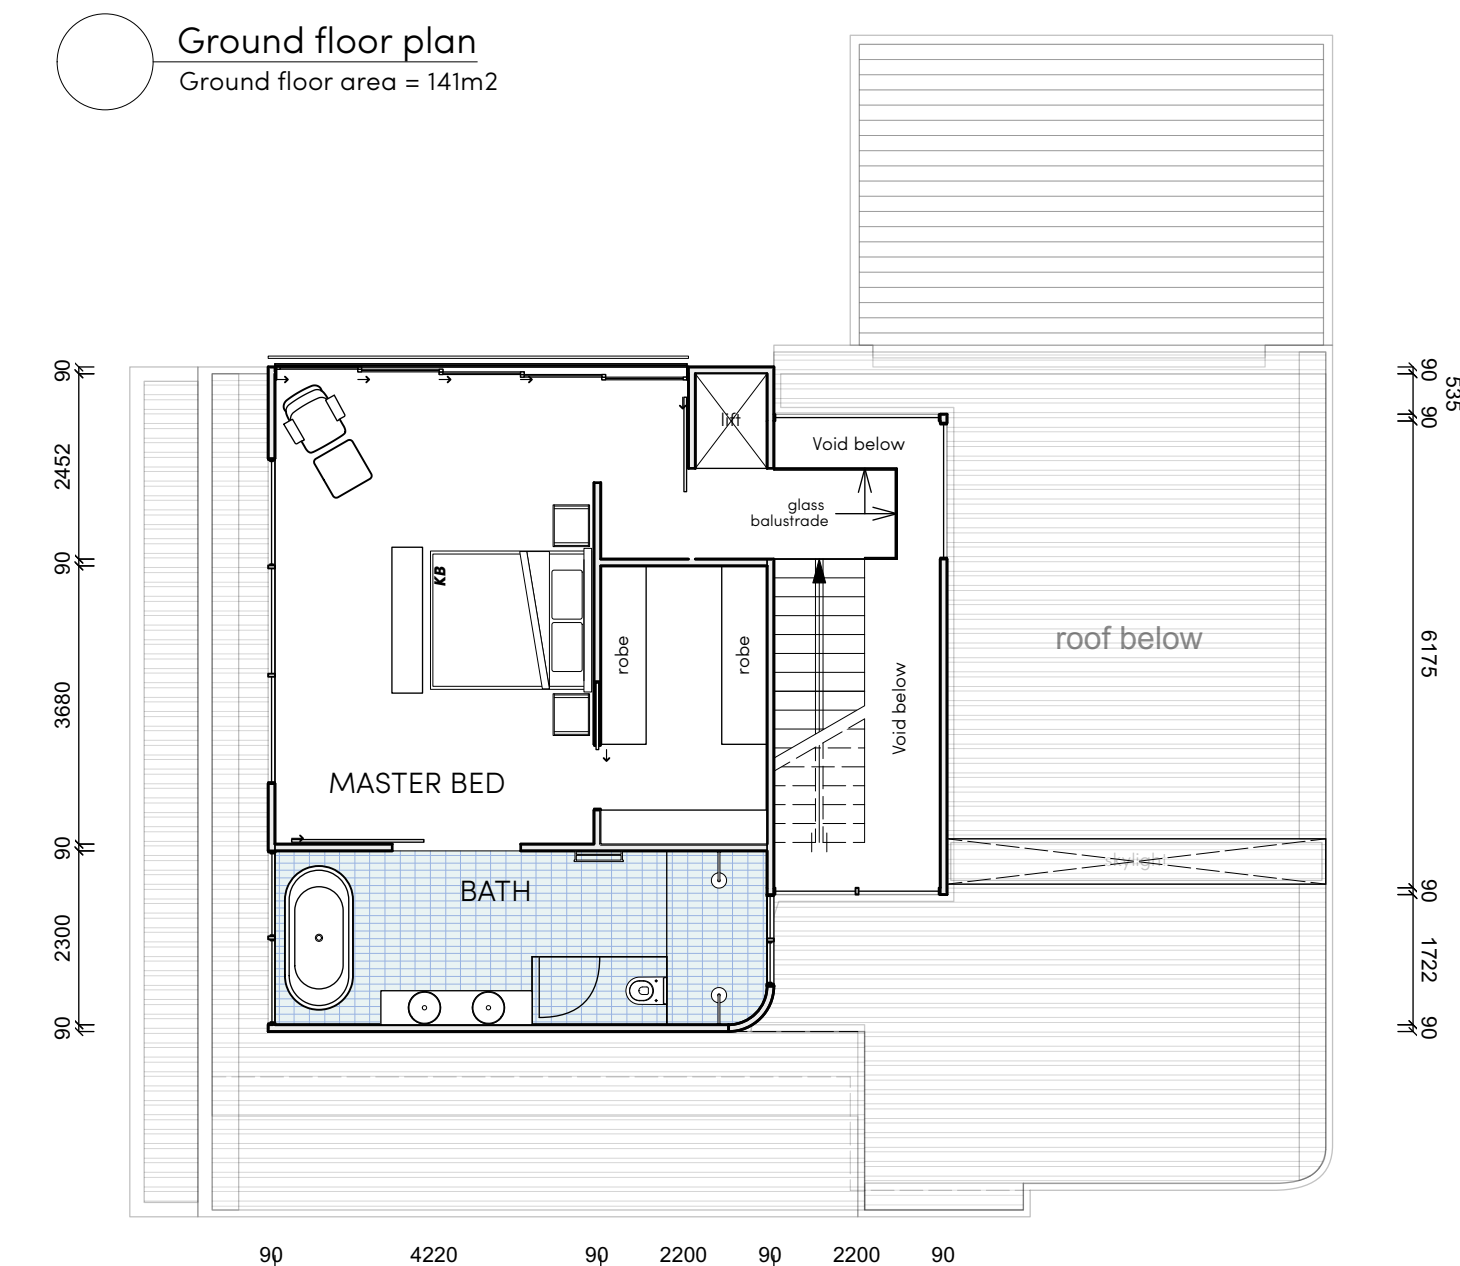 Ground floor plan
Ground floor area = 141m2
90
2452
90
3680
90
2300
90
lift
Void below
glass
balustrade
KB
robe
robe
Void below
MASTER BED
BATH
roof below
skylight
90
535
90
6175
90
1722
90
90
4220
90
2200
90
2200
90